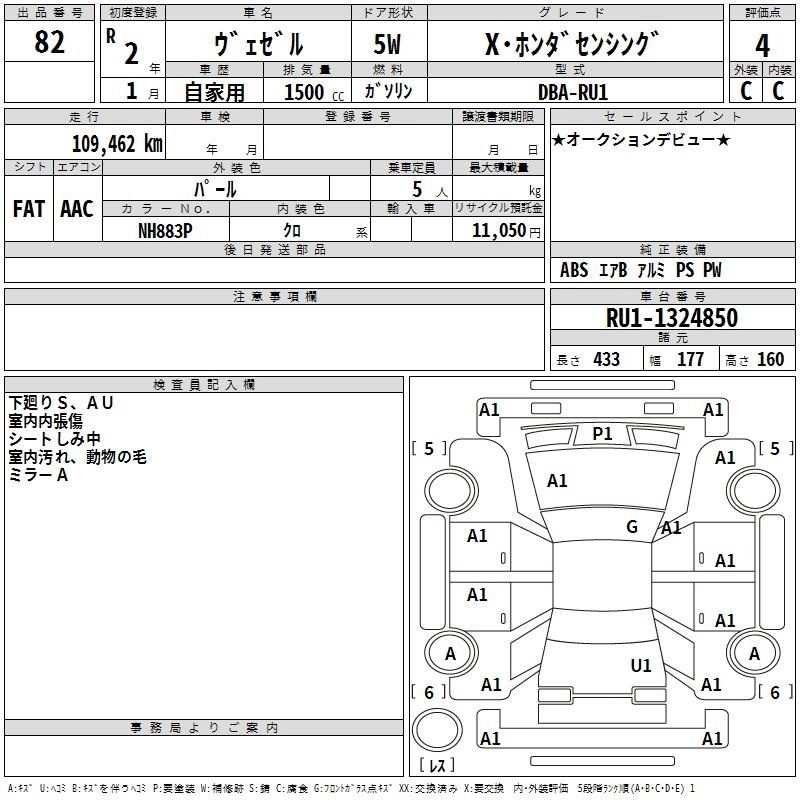 出品番号 初度登録 車名 ドア形状 グレード 評価点
82 R 2 年 ヴェゼル 5W X・ホンダセンシング 4
車歴 排気量 燃料 型式 外装 内装
1 月 自家用 1500 CC ガソリン DBA-RU1 C C
走行 車検 登録番号 譲渡書類期限 セールスポイント
109,462 km 年 月 月 日 ★オークションデビュー★
シフト エアコン 外装色 乗車定員 最大積載量
FAT AAC パール 5 人 kg
カラーNo. 内装色 輸入車 リサイクル預託金
NH883P クロ 系 11,050 円
後日発送部品 純正装備
ABS エアB アルミ PS PW
注意事項欄 車台番号
RU1-1324850
諸元
長さ 433 幅 177 高さ 160
検査員記入欄
下廻りS、AU
室内内張傷
シートしみ中
室内汚れ、動物の毛
ミラーA
A1 A1
P1
[5] [5]
A1
A1
G A1
A1
A1
A1
A1
A A
U1
A1 A1
[6] [6]
A1 A1
[レス]
事務局よりご案内
A:キズ U:ヘコミ B:キズを伴うヘコミ P:要塗装 W:補修跡 S:錆 C:腐食 G:フロントガラス点キズ XX:交換済み X:要交換 内・外装評価 5段階ランク順(A・B・C・D・E) 1